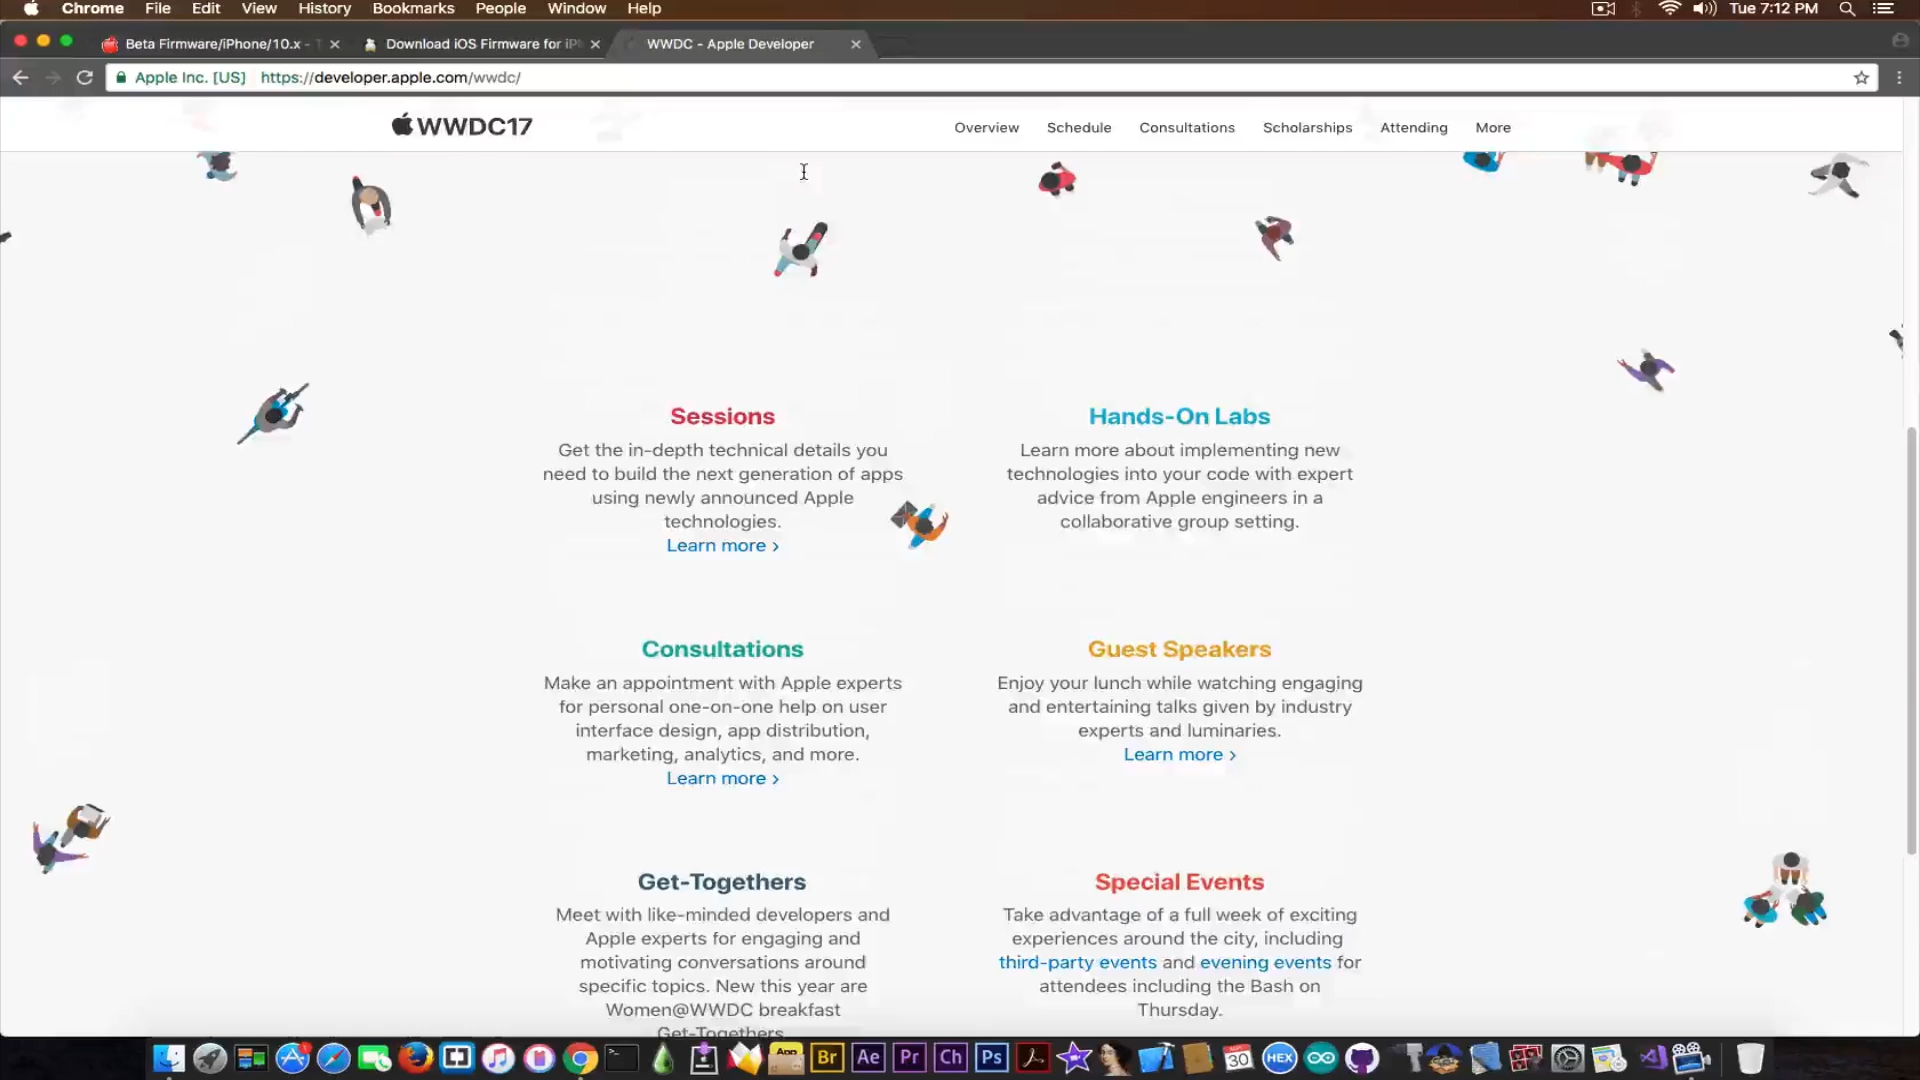 Chrome File Edit View History Bookmarks People Window Help Tue 7:12 PM
Beta Firmware/iPhone/10.x - T Download iOS Firmware for iPh WWDC - Apple Developer
Apple Inc. [US] https://developer.apple.com/wwdc/
WWDC17 Overview Schedule Consultations Scholarships Attending More
Sessions
Get the in-depth technical details you
need to build the next generation of apps
using newly announced Apple
technologies.
Learn more ›
Hands-On Labs
Learn more about implementing new
technologies into your code with expert
advice from Apple engineers in a
collaborative group setting.
Consultations
Make an appointment with Apple experts
for personal one-on-one help on user
interface design, app distribution,
marketing, analytics, and more.
Learn more ›
Guest Speakers
Enjoy your lunch while watching engaging
and entertaining talks given by industry
experts and luminaries.
Learn more ›
Get-Togethers
Meet with like-minded developers and
Apple experts for engaging and
motivating conversations around
specific topics. New this year are
Women@WWDC breakfast
Get-Togethers
Special Events
Take advantage of a full week of exciting
experiences around the city, including
third-party events and evening events for
attendees including the Bash on
Thursday.
App Br Ae Pr Ch Ps 30 HEX